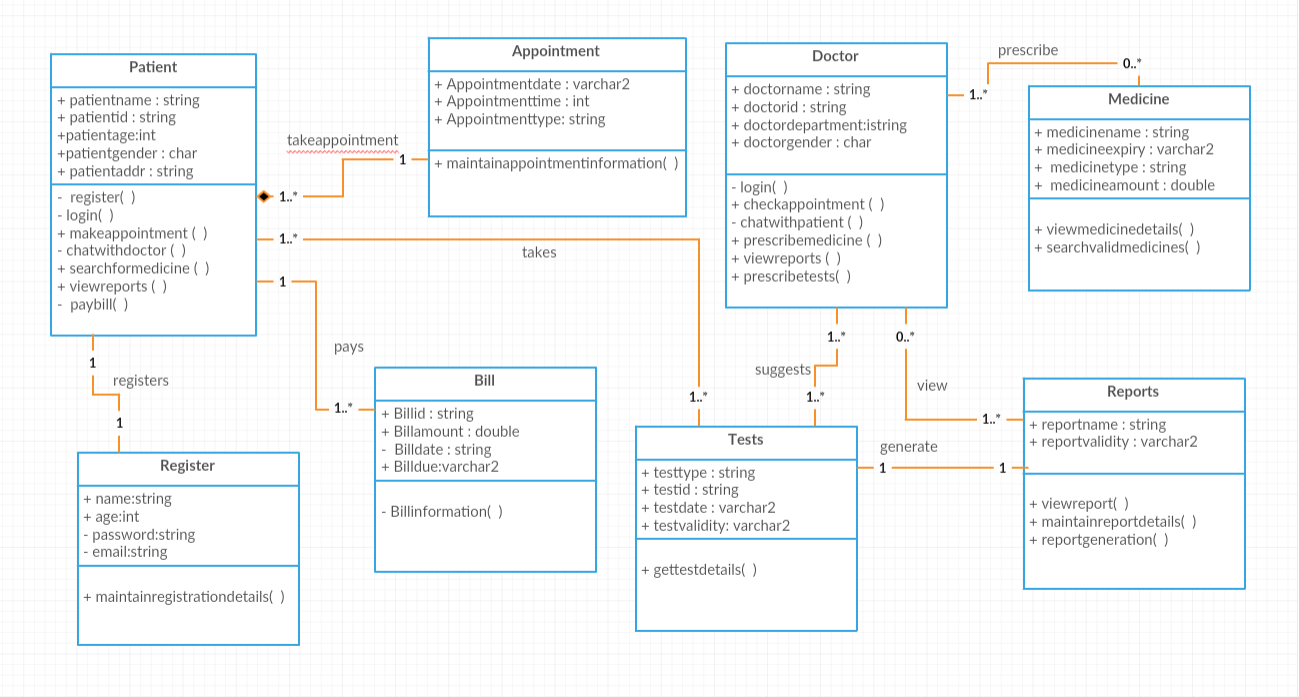 Patient
+ patientname : string
+ patientid : string
+patientage:int
+patientgender : char
+ patientaddr : string
- register( )
- login( )
+ makeappointment ( )
- chatwithdoctor ( )
+ searchformedicine ( )
+ viewreports ( )
- paybill( )
takeappointment
1..*
1
Appointment
+ Appointmentdate : varchar2
+ Appointmenttime : int
+ Appointmenttype: string
+ maintainappointmentinformation( )
Doctor
+ doctorname : string
+ doctorid : string
+ doctordepartment:istring
+ doctorgender : char
- login( )
+ checkappointment ( )
- chatwithpatient ( )
+ prescribemedicine ( )
+ viewreports ( )
+ prescribetests( )
prescribe
1..*
0..*
Medicine
+ medicinename : string
+ medicineexpiry : varchar2
+ medicinetype : string
+ medicineamount : double
+ viewmedicinedetails( )
+ searchvalidmedicines( )
1..*
takes
1..*
1
pays
1..*
1
registers
1
Register
+ name:string
+ age:int
- password:string
- email:string
+ maintainregistrationdetails( )
Bill
+ Billid : string
+ Billamount : double
- Billdate : string
+ Billdue:varchar2
- Billinformation( )
1..*
suggests
1..*
0..*
view
1..*
Tests
+ testtype : string
+ testid : string
+ testdate : varchar2
+ testvalidity: varchar2
+ gettestdetails( )
generate
1
1
Reports
+ reportname : string
+ reportvalidity : varchar2
+ viewreport( )
+ maintainreportdetails( )
+ reportgeneration( )